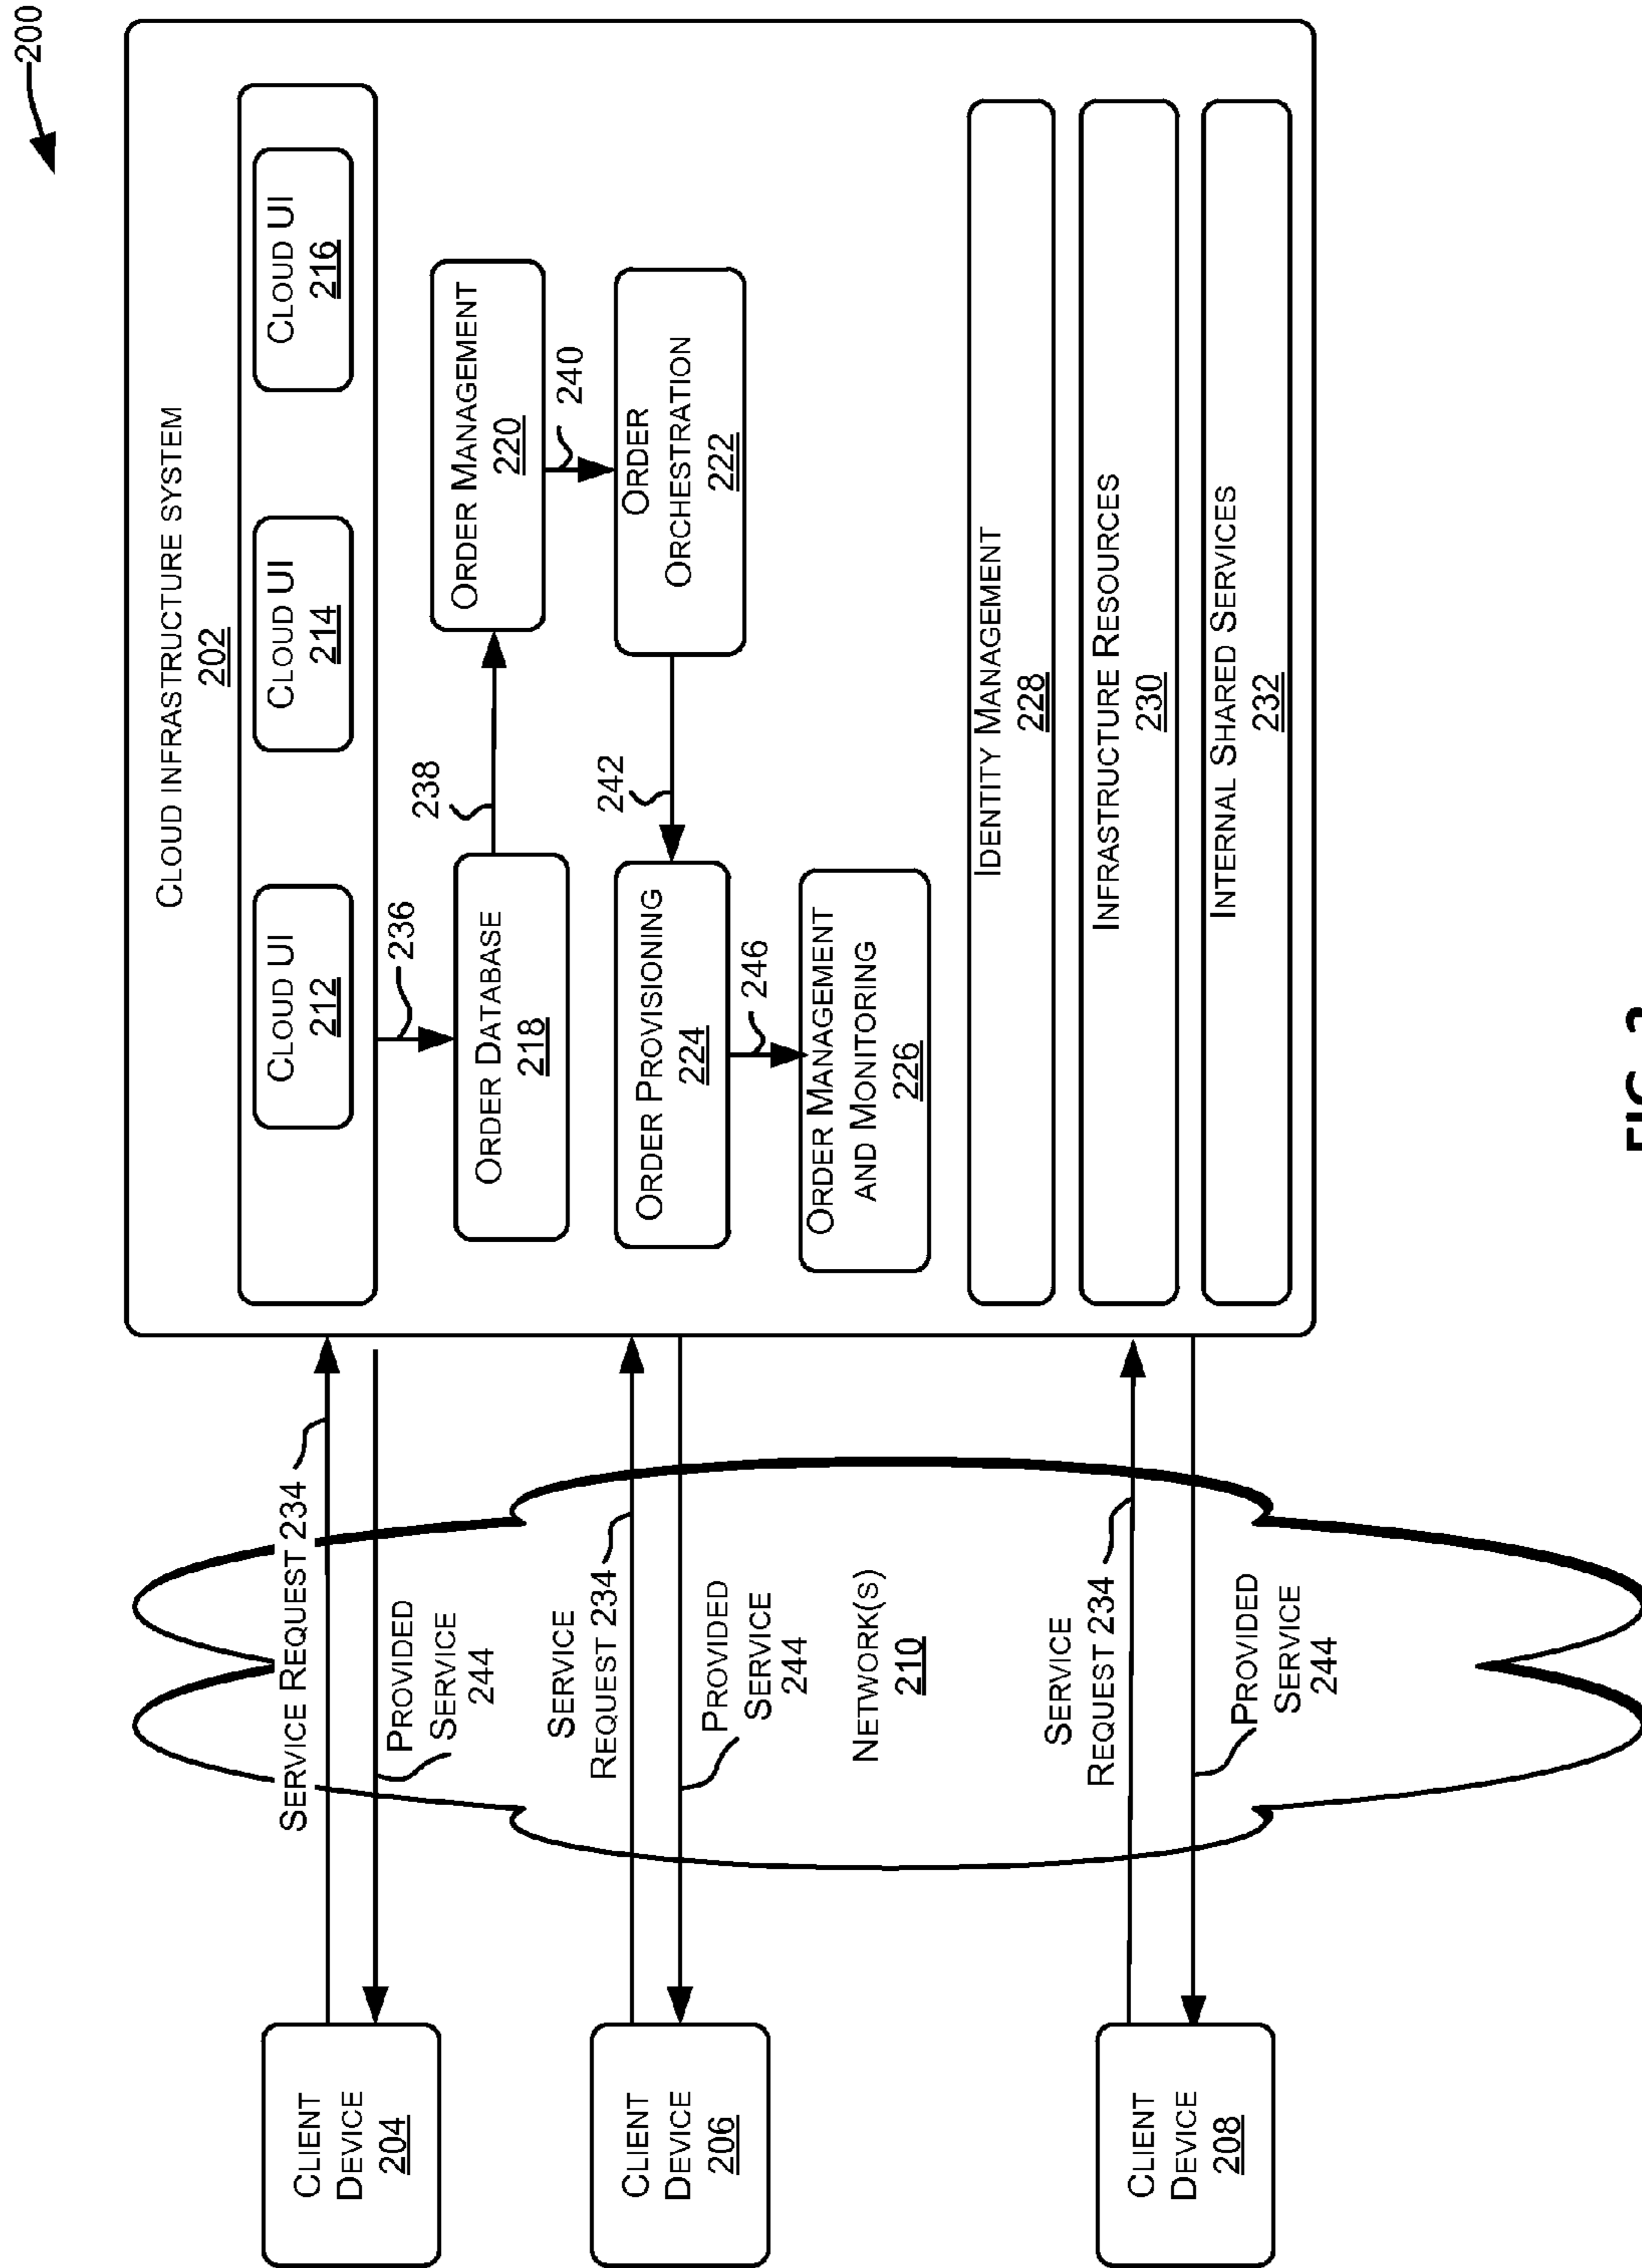 200
CLOUD INFRASTRUCTURE SYSTEM
202
CLOUD UI
212
CLOUD UI
214
CLOUD UI
216
236
ORDER DATABASE
218
238
ORDER MANAGEMENT
220
240
ORDER
ORCHESTRATION
222
242
ORDER PROVISIONING
224
246
ORDER MANAGEMENT
AND MONITORING
226
IDENTITY MANAGEMENT
228
INFRASTRUCTURE RESOURCES
230
INTERNAL SHARED SERVICES
232
SERVICE REQUEST 234
PROVIDED
SERVICE
244
SERVICE
REQUEST 234
PROVIDED
SERVICE
244
NETWORK(S)
210
SERVICE
REQUEST 234
PROVIDED
SERVICE
244
CLIENT
DEVICE
204
CLIENT
DEVICE
206
CLIENT
DEVICE
208
FIG.